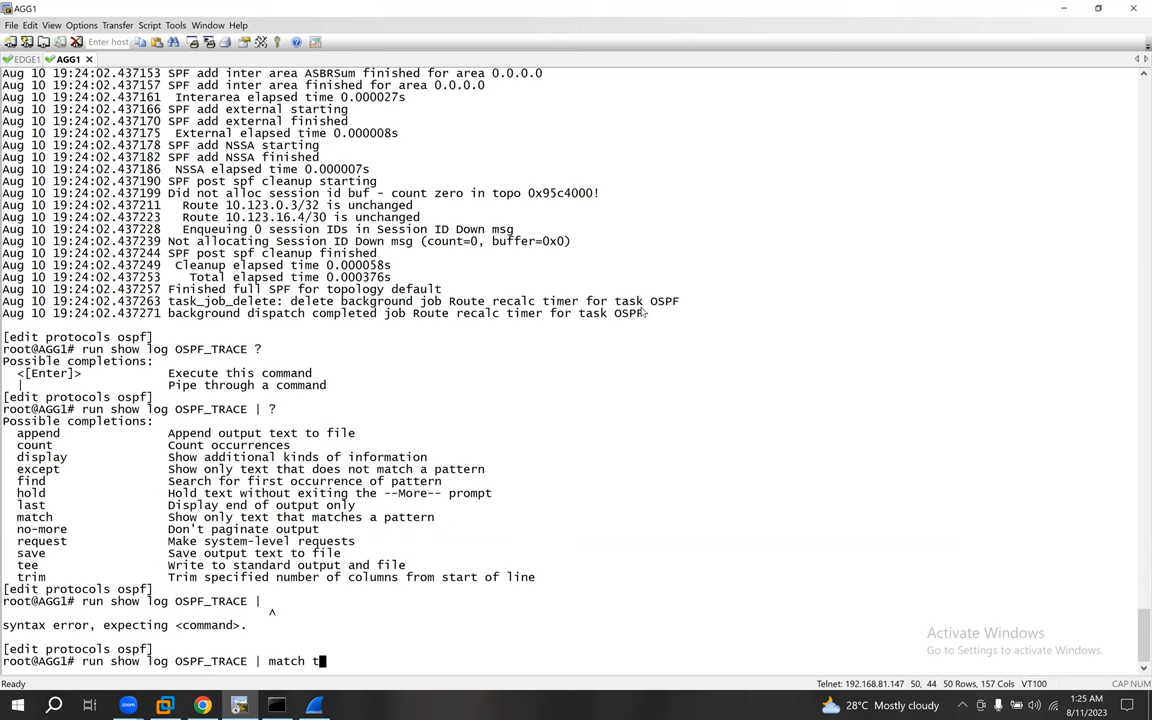 AGG1
File Edit View Options Transfer Script Tools Window Help
Enter host
EDGE1 AGG1
Aug 10 19:24:02.437153 SPF add inter area ASBRSum finished for area 0.0.0.0
Aug 10 19:24:02.437157 SPF add inter area finished for area 0.0.0.0
Aug 10 19:24:02.437161 Interarea elapsed time 0.000027s
Aug 10 19:24:02.437166 SPF add external starting
Aug 10 19:24:02.437170 SPF add external finished
Aug 10 19:24:02.437175 External elapsed time 0.000008s
Aug 10 19:24:02.437178 SPF add NSSA starting
Aug 10 19:24:02.437182 SPF add NSSA finished
Aug 10 19:24:02.437186 NSSA elapsed time 0.000007s
Aug 10 19:24:02.437190 SPF post spf cleanup starting
Aug 10 19:24:02.437199 Did not alloc session id buf - count zero in topo 0x95c4000!
Aug 10 19:24:02.437211 Route 10.123.0.3/32 is unchanged
Aug 10 19:24:02.437223 Route 10.123.16.4/30 is unchanged
Aug 10 19:24:02.437228 Enqueuing 0 session IDs in Session ID Down msg
Aug 10 19:24:02.437239 Not allocating Session ID Down msg (count=0, buffer=0x0)
Aug 10 19:24:02.437244 SPF post spf cleanup finished
Aug 10 19:24:02.437249 Cleanup elapsed time 0.000058s
Aug 10 19:24:02.437253 Total elapsed time 0.000376s
Aug 10 19:24:02.437257 Finished full SPF for topology default
Aug 10 19:24:02.437263 task_job_delete: delete background job Route recalc timer for task OSPF
Aug 10 19:24:02.437271 background dispatch completed job Route recalc timer for task OSPF
[edit protocols ospf]
root@AGG1# run show log OSPF_TRACE ?
Possible completions:
<[Enter]> Execute this command
| Pipe through a command
[edit protocols ospf]
root@AGG1# run show log OSPF_TRACE | ?
Possible completions:
append Append output text to file
count Count occurrences
display Show additional kinds of information
except Show only text that does not match a pattern
find Search for first occurrence of pattern
hold Hold text without exiting the --More-- prompt
last Display end of output only
match Show only text that matches a pattern
no-more Don't paginate output
request Make system-level requests
save Save output text to file
tee Write to standard output and file
trim Trim specified number of columns from start of line
[edit protocols ospf]
root@AGG1# run show log OSPF_TRACE |
^
syntax error, expecting <command>.
[edit protocols ospf]
root@AGG1# run show log OSPF_TRACE | match t
Activate Windows
Go to Settings to activate Windows.
Ready Telnet: 192.168.81.147 50, 44 50 Rows, 157 Cols VT100 CAP NUM
28°C Mostly cloudy 1:25 AM
8/11/2023